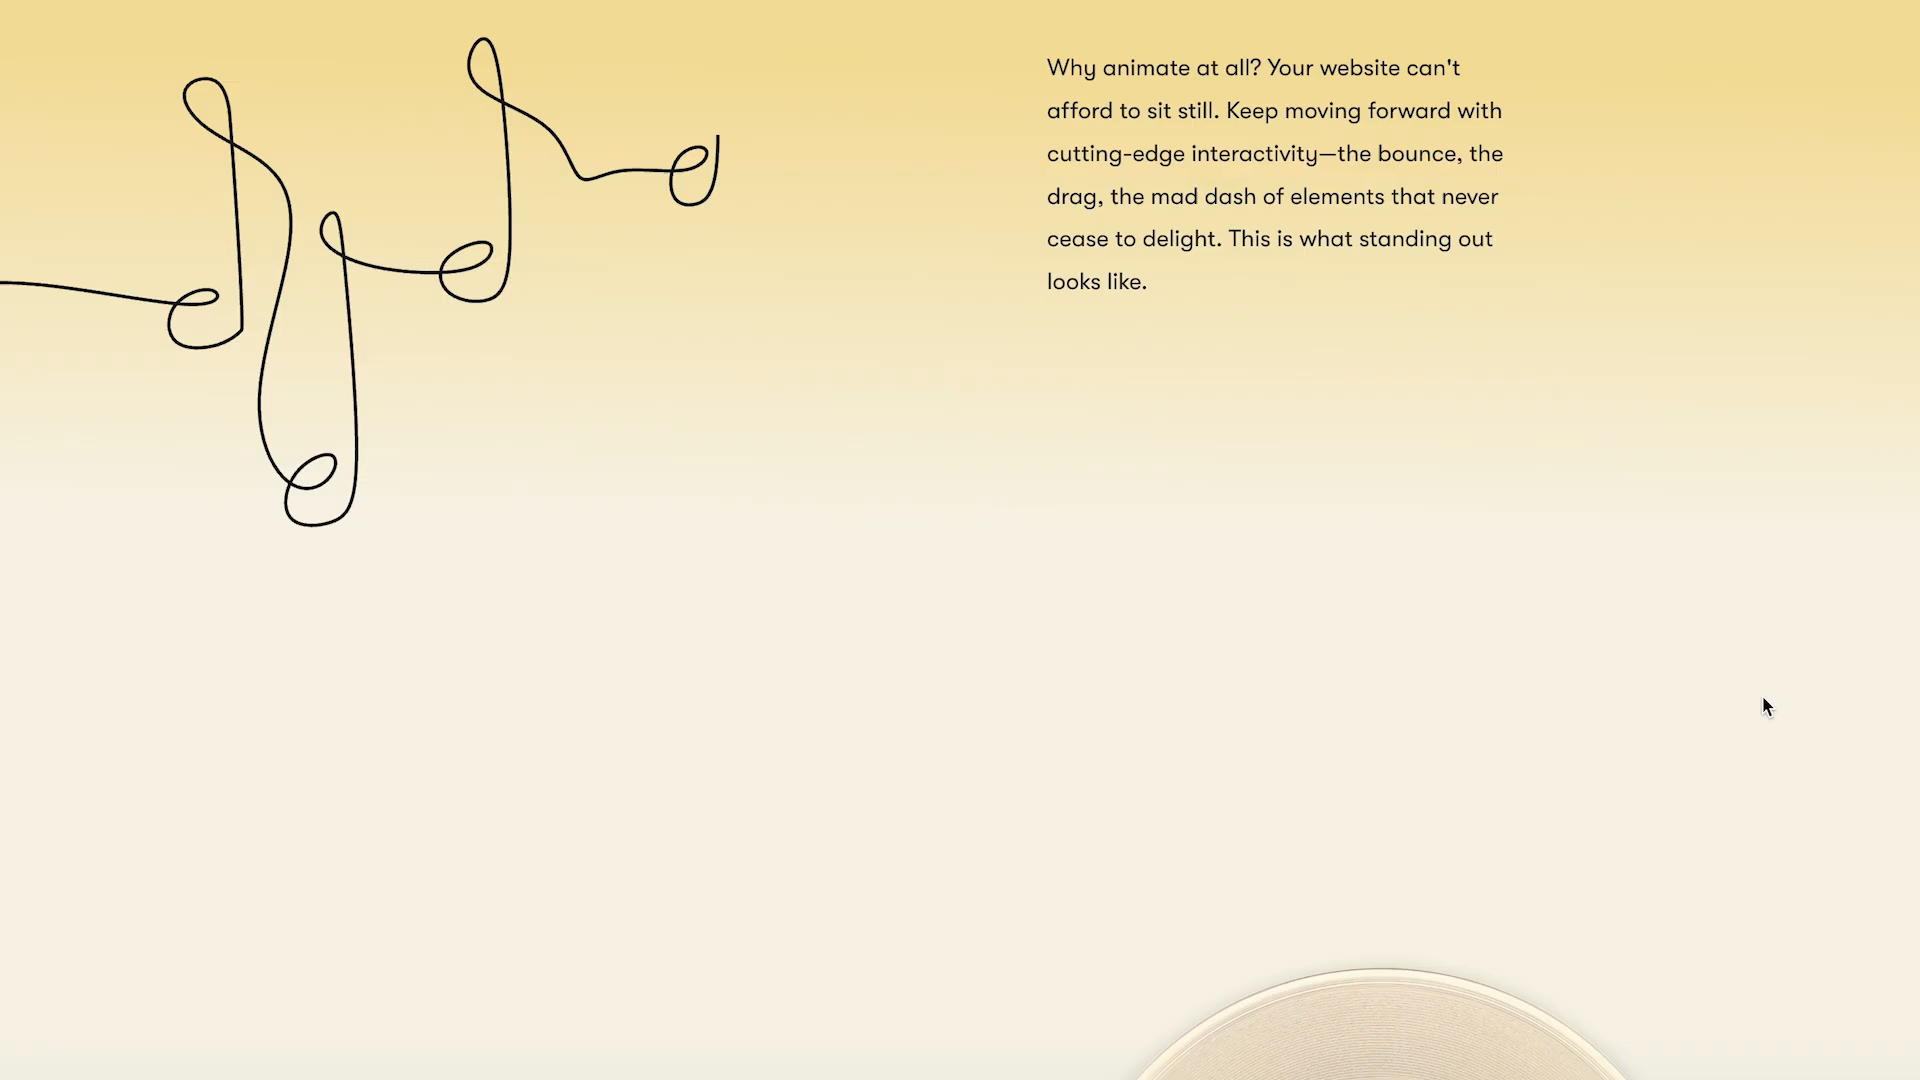 Why animate at all? Your website can't
afford to sit still. Keep moving forward with
cutting-edge interactivity—the bounce, the
drag, the mad dash of elements that never
cease to delight. This is what standing out
looks like.